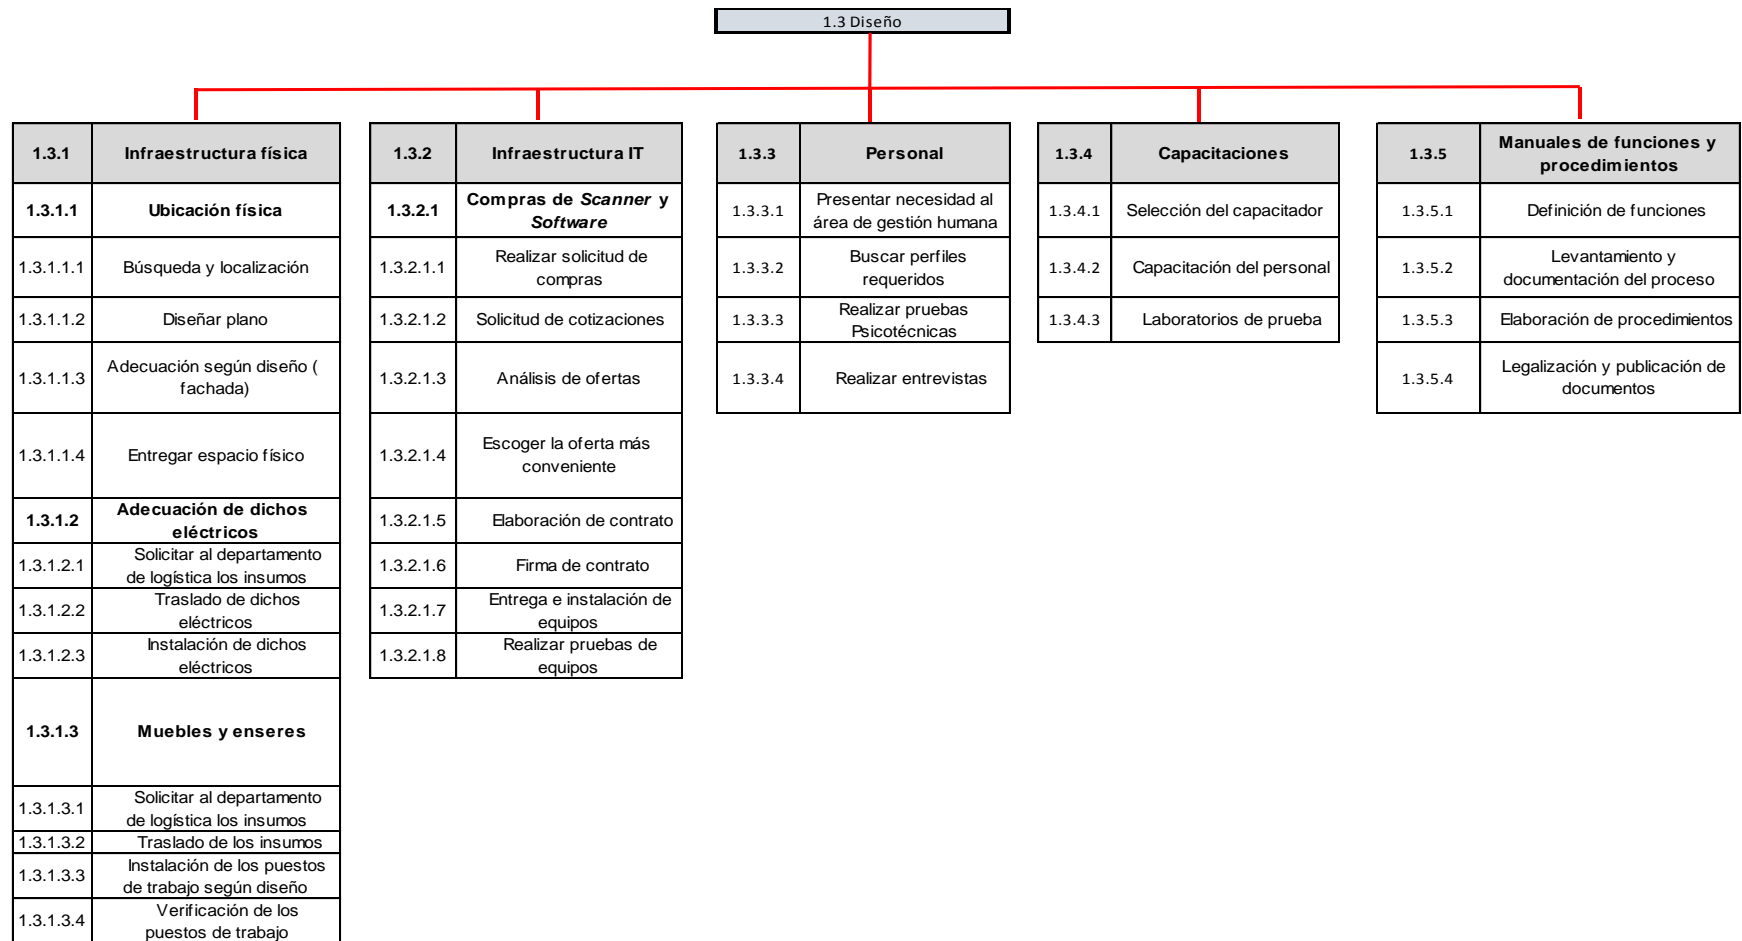 1.3 Diseño
1.3.1 Infraestructura física
1.3.1.1 Ubicación física
1.3.1.1.1 Búsqueda y localización
1.3.1.1.2 Diseñar plano
1.3.1.1.3 Adecuación según diseño (
fachada)
1.3.1.1.4 Entregar espacio físico
1.3.1.2 Adecuación de dichos
eléctricos
1.3.1.2.1 Solicitar al departamento
de logística los insumos
1.3.1.2.2 Traslado de dichos
eléctricos
1.3.1.2.3 Instalación de dichos
eléctricos
1.3.1.3 Muebles y enseres
1.3.1.3.1 Solicitar al departamento
de logística los insumos
1.3.1.3.2 Traslado de los insumos
1.3.1.3.3 Instalación de los puestos
de trabajo según diseño
1.3.1.3.4 Verificación de los
puestos de trabajo
1.3.2 Infraestructura IT
1.3.2.1 Compras de Scanner y
Software
1.3.2.1.1 Realizar solicitud de
compras
1.3.2.1.2 Solicitud de cotizaciones
1.3.2.1.3 Análisis de ofertas
1.3.2.1.4 Escoger la oferta más
conveniente
1.3.2.1.5 Elaboración de contrato
1.3.2.1.6 Firma de contrato
1.3.2.1.7 Entrega e instalación de
equipos
1.3.2.1.8 Realizar pruebas de
equipos
1.3.3 Personal
1.3.3.1 Presentar necesidad al
área de gestión humana
1.3.3.2 Buscar perfiles
requeridos
1.3.3.3 Realizar pruebas
Psicotécnicas
1.3.3.4 Realizar entrevistas
1.3.4 Capacitaciones
1.3.4.1 Selección del capacitador
1.3.4.2 Capacitación del personal
1.3.4.3 Laboratorios de prueba
1.3.5 Manuales de funciones y
procedimientos
1.3.5.1 Definición de funciones
1.3.5.2 Levantamiento y
documentación del proceso
1.3.5.3 Elaboración de procedimientos
1.3.5.4 Legalización y publicación de
documentos